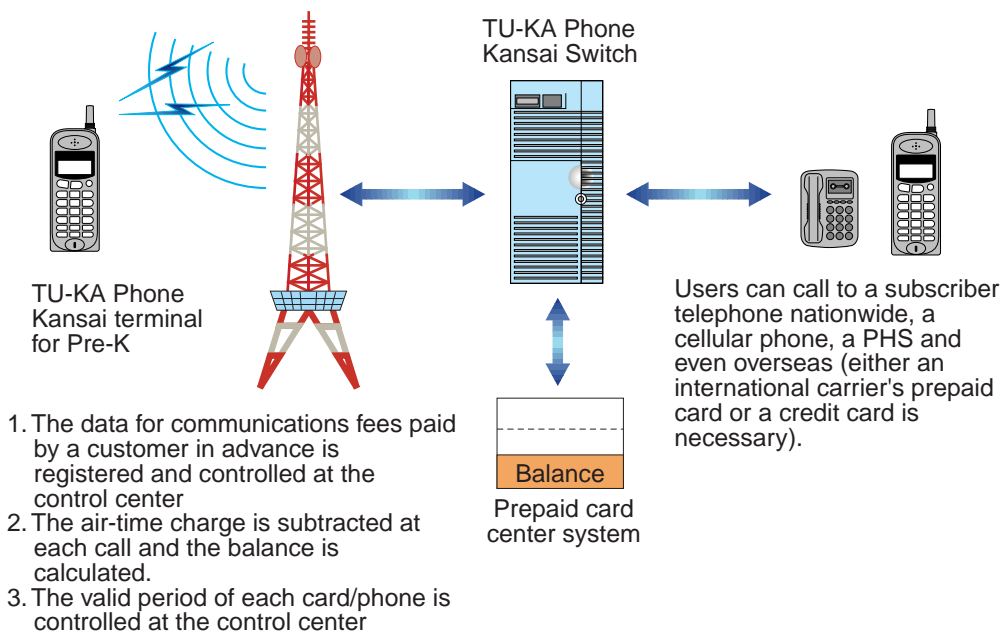 TU-KA Phone
Kansai Switch
TU-KA Phone
Kansai terminal
for Pre-K
Users can call to a subscriber
telephone nationwide, a
cellular phone, a PHS and
even overseas (either an
international carrier's prepaid
card or a credit card is
necessary).
Balance
Prepaid card
center system
1. The data for communications fees paid
by a customer in advance is
registered and controlled at the
control center
2. The air-time charge is subtracted at
each call and the balance is
calculated.
3. The valid period of each card/phone is
controlled at the control center